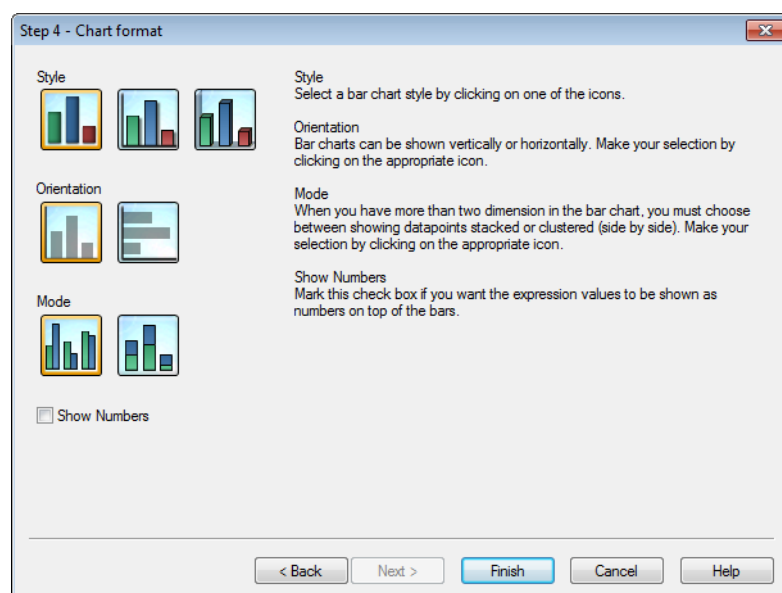 Step 4 - Chart format
Style
Style
Select a bar chart style by clicking on one of the icons.
Orientation
Bar charts can be shown vertically or horizontally. Make your selection by
clicking on the appropriate icon.
Orientation
Mode
When you have more than two dimension in the bar chart, you must choose
between showing datapoints stacked or clustered (side by side). Make your
selection by clicking on the appropriate icon.
Show Numbers
Mark this check box if you want the expression values to be shown as
numbers on top of the bars.
Mode
Show Numbers
< Back
Next >
Finish
Cancel
Help